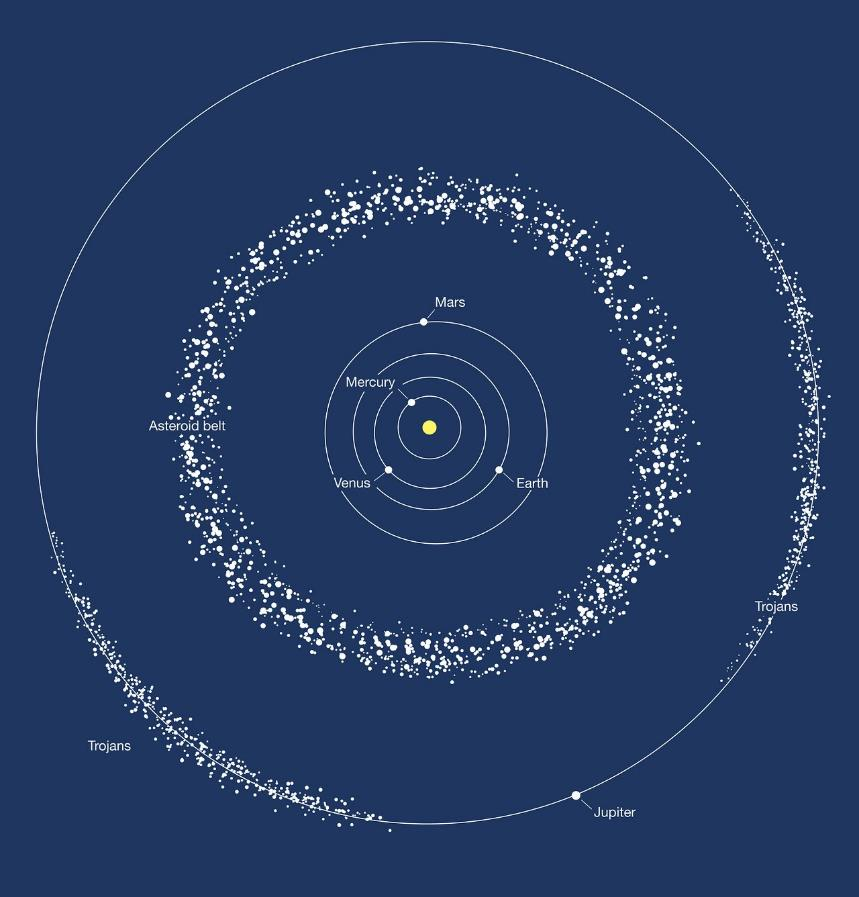 Mars
Mercury
Asteroid belt
Venus
Earth
Trojans
Trojans
Jupiter